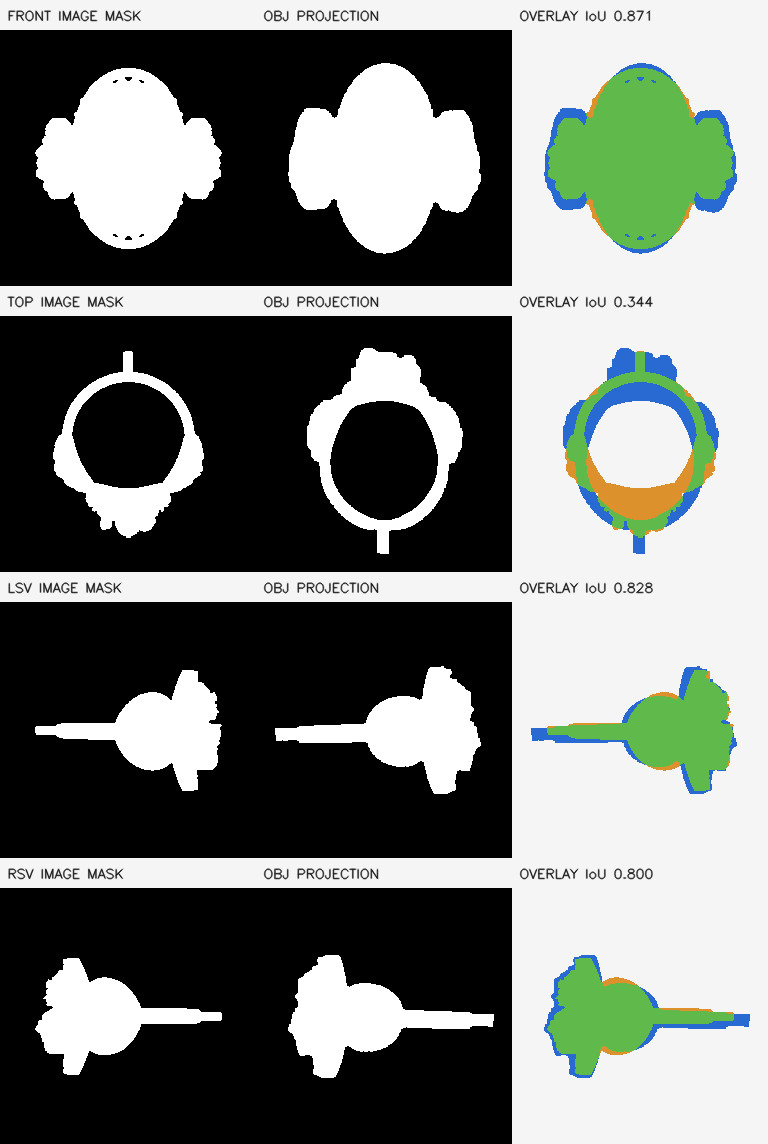 FRONT IMAGE MASK OBJ PROJECTION OVERLAY IoU 0.871
TOP IMAGE MASK OBJ PROJECTION OVERLAY IoU 0.344
LSV IMAGE MASK OBJ PROJECTION OVERLAY IoU 0.828
RSV IMAGE MASK OBJ PROJECTION OVERLAY IoU 0.800